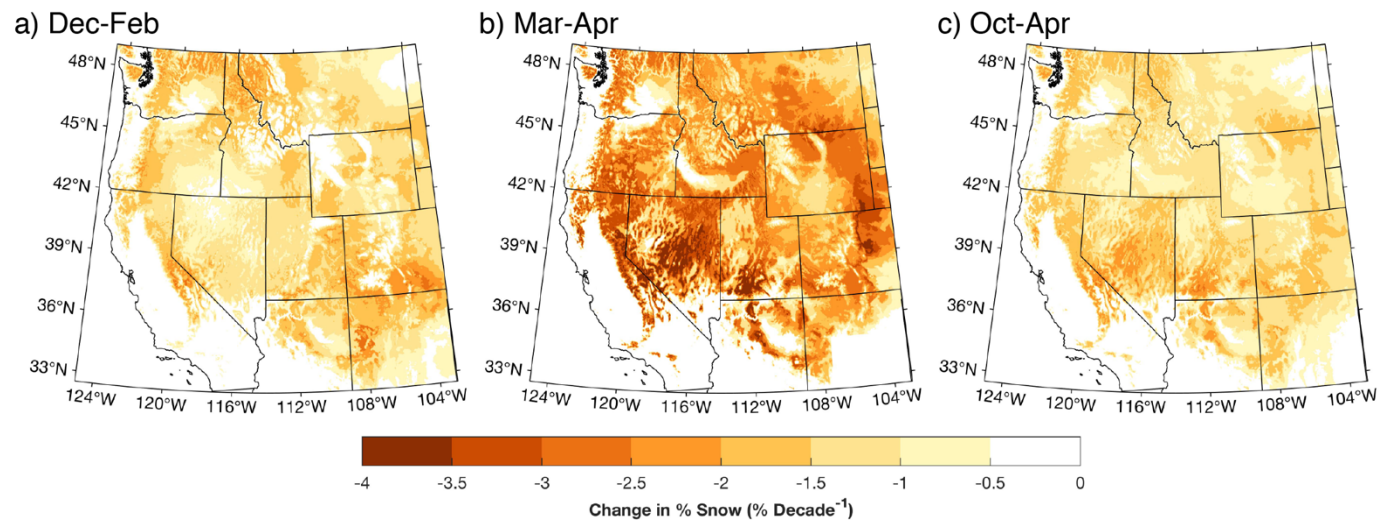 a) Dec-Feb
b) Mar-Apr
c) Oct-Apr
48°N
45°N
42°N
39°N
36°N
33°N
124°W
120°W
116°W
112°W
108°W
104°W
48°N
45°N
42°N
39°N
36°N
33°N
124°W
120°W
116°W
112°W
108°W
104°W
48°N
45°N
42°N
39°N
36°N
33°N
124°W
120°W
116°W
112°W
108°W
104°W
-4 -3.5 -3 -2.5 -2 -1.5 -1 -0.5 0
Change in % Snow (% Decade⁻¹)